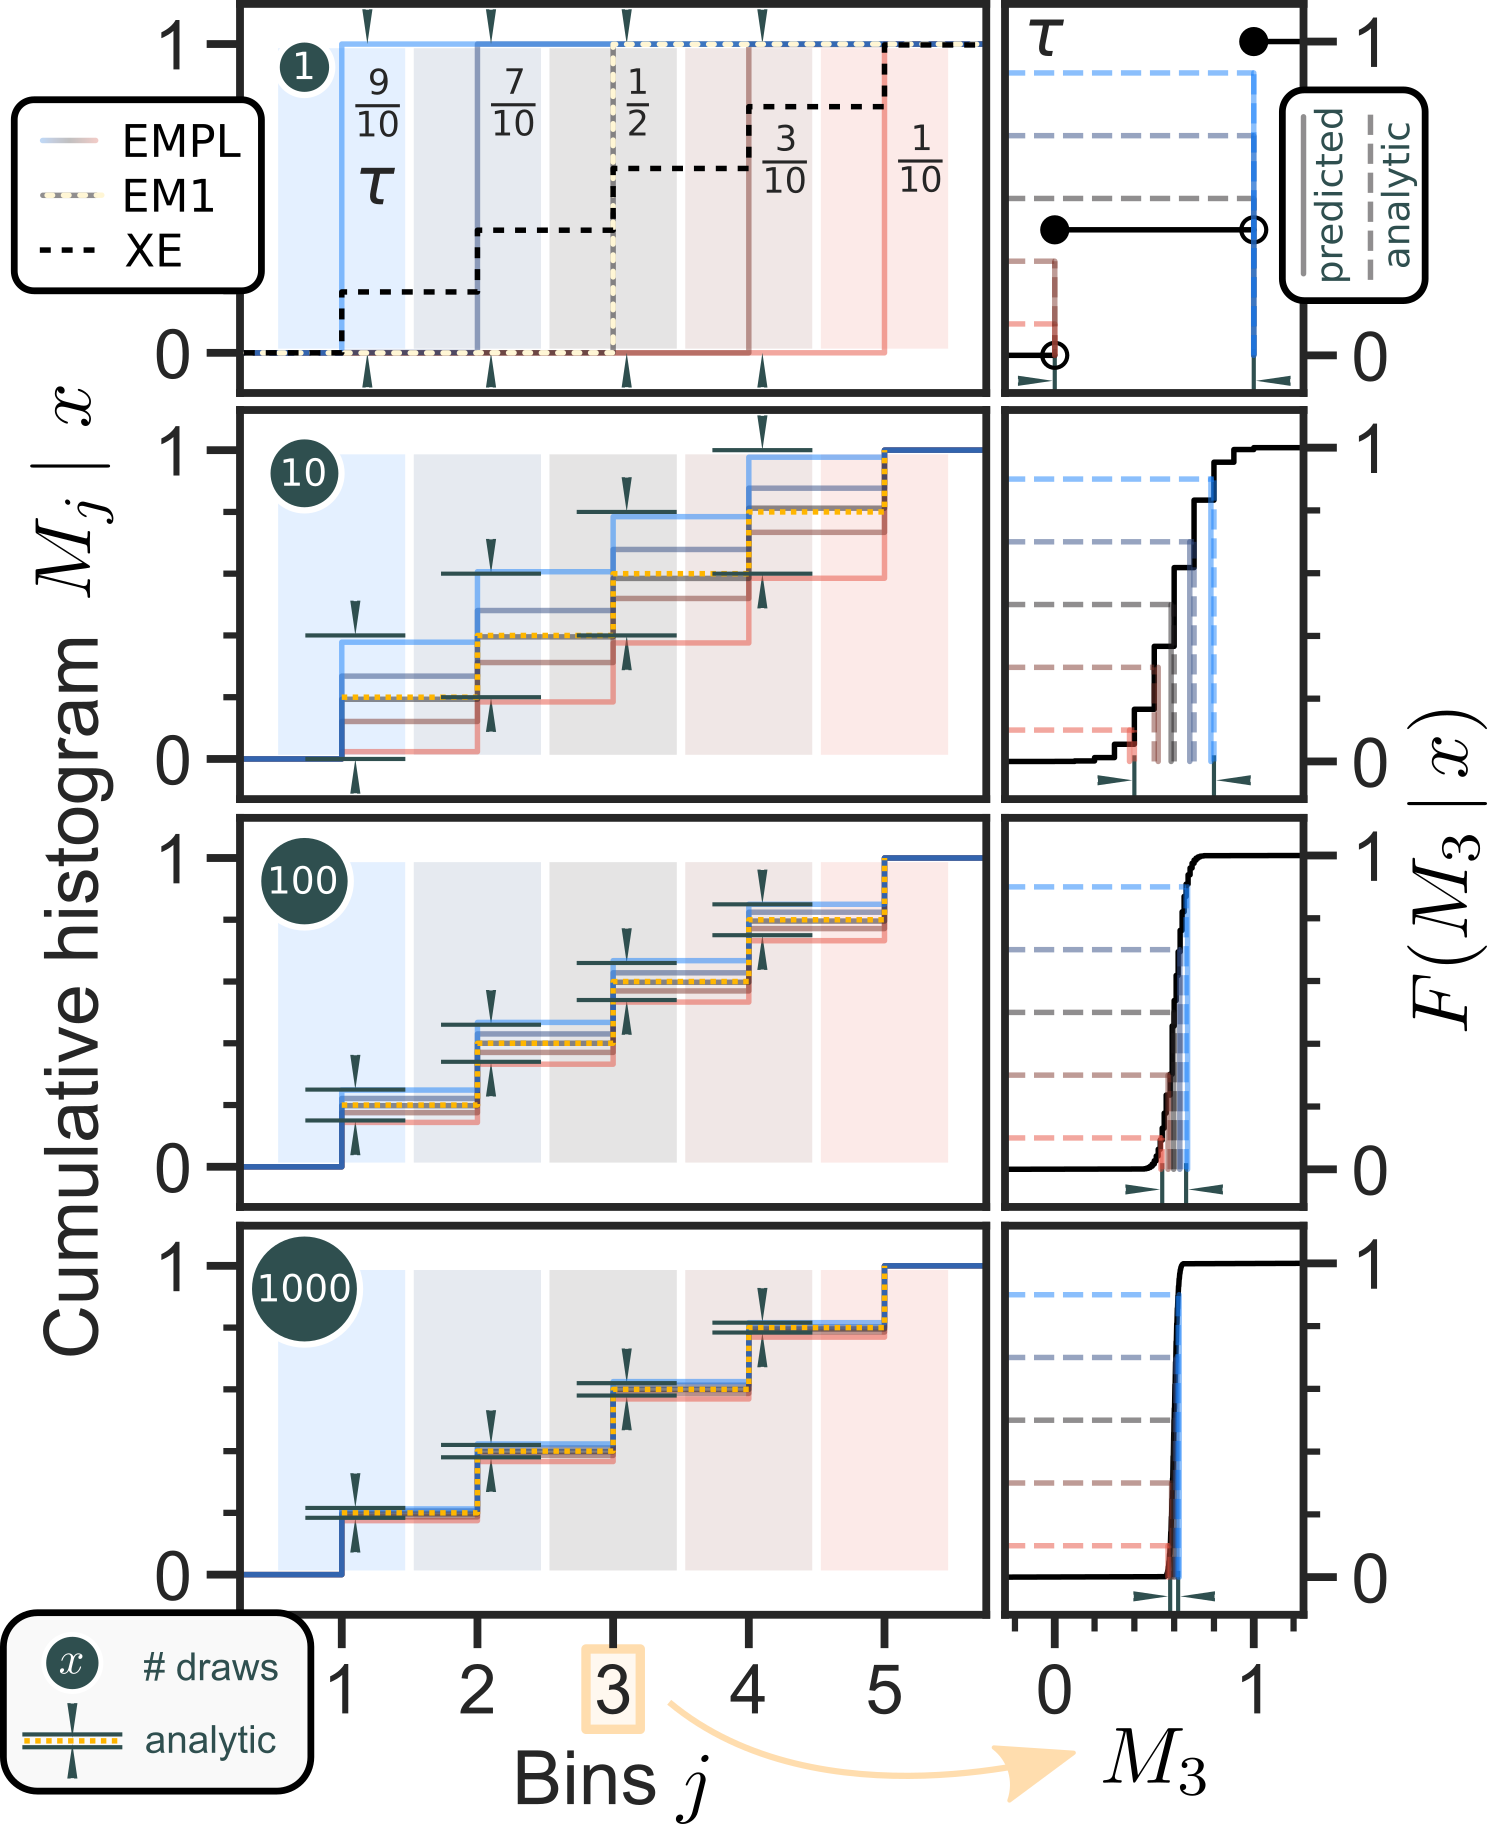 1
0
1
9/10
7/10
1/2
3/10
1/10
τ
EMPL
EM1
XE
τ
1
0
predicted
analytic
1
0
10
1
0
1
0
100
1
0
1
0
1000
1
0
Cumulative histogram M_j | x
F(M_3 | x)
x # draws
analytic
1 2 3 4 5
Bins j
0 1
M_3